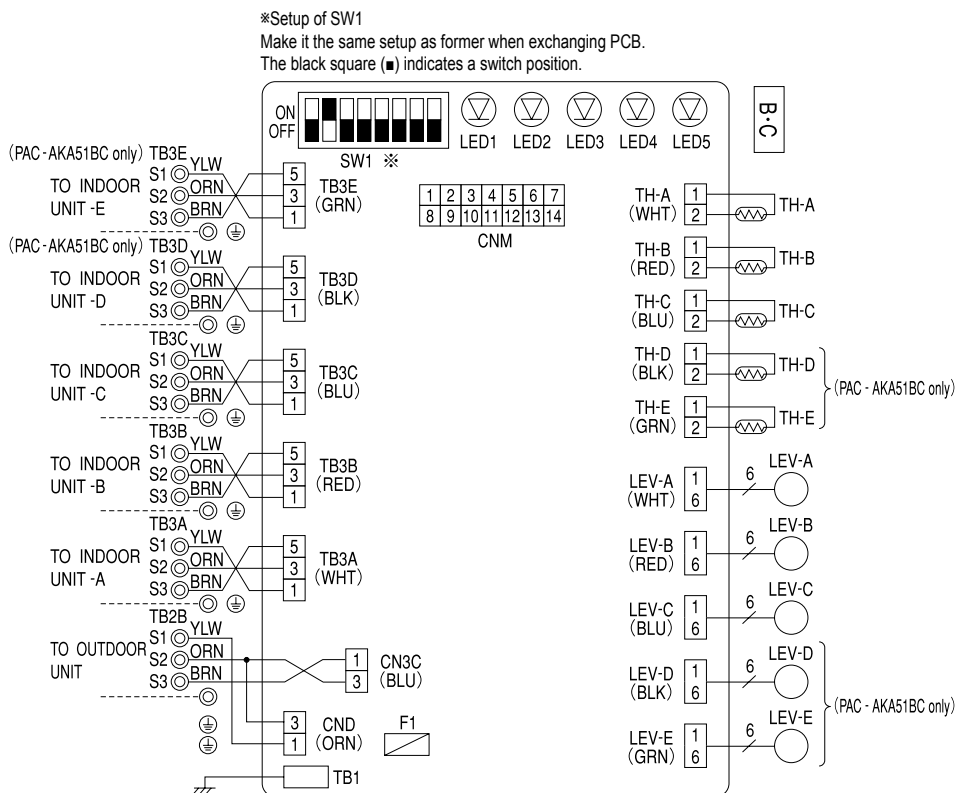 ※Setup of SW1
Make it the same setup as former when exchanging PCB.
The black square (■) indicates a switch position.
ON
OFF
SW1 ※
LED1 LED2 LED3 LED4 LED5
B・C
1 2 3 4 5 6 7
8 9 10 11 12 13 14
CNM
(PAC-AKA51BC only) TB3E
TO INDOOR
UNIT -E
S1 YLW
S2 ORN
S3 BRN
5
3
1
TB3E
(GRN)
(PAC-AKA51BC only) TB3D
TO INDOOR
UNIT -D
S1 YLW
S2 ORN
S3 BRN
5
3
1
TB3D
(BLK)
TB3C
TO INDOOR
UNIT -C
S1 YLW
S2 ORN
S3 BRN
5
3
1
TB3C
(BLU)
TB3B
TO INDOOR
UNIT -B
S1 YLW
S2 ORN
S3 BRN
5
3
1
TB3B
(RED)
TB3A
TO INDOOR
UNIT -A
S1 YLW
S2 ORN
S3 BRN
5
3
1
TB3A
(WHT)
TB2B
TO OUTDOOR
UNIT
S1 YLW
S2 ORN
S3 BRN
1
3
CN3C
(BLU)
3
1
CND
(ORN)
F1
TB1
TH-A
(WHT)
1
2
TH-A
TH-B
(RED)
1
2
TH-B
TH-C
(BLU)
1
2
TH-C
TH-D
(BLK)
1
2
TH-D
TH-E
(GRN)
1
2
TH-E
(PAC - AKA51BC only)
LEV-A
(WHT)
1
6
6
LEV-A
LEV-B
(RED)
1
6
6
LEV-B
LEV-C
(BLU)
1
6
6
LEV-C
LEV-D
(BLK)
1
6
6
LEV-D
LEV-E
(GRN)
1
6
6
LEV-E
(PAC - AKA51BC only)